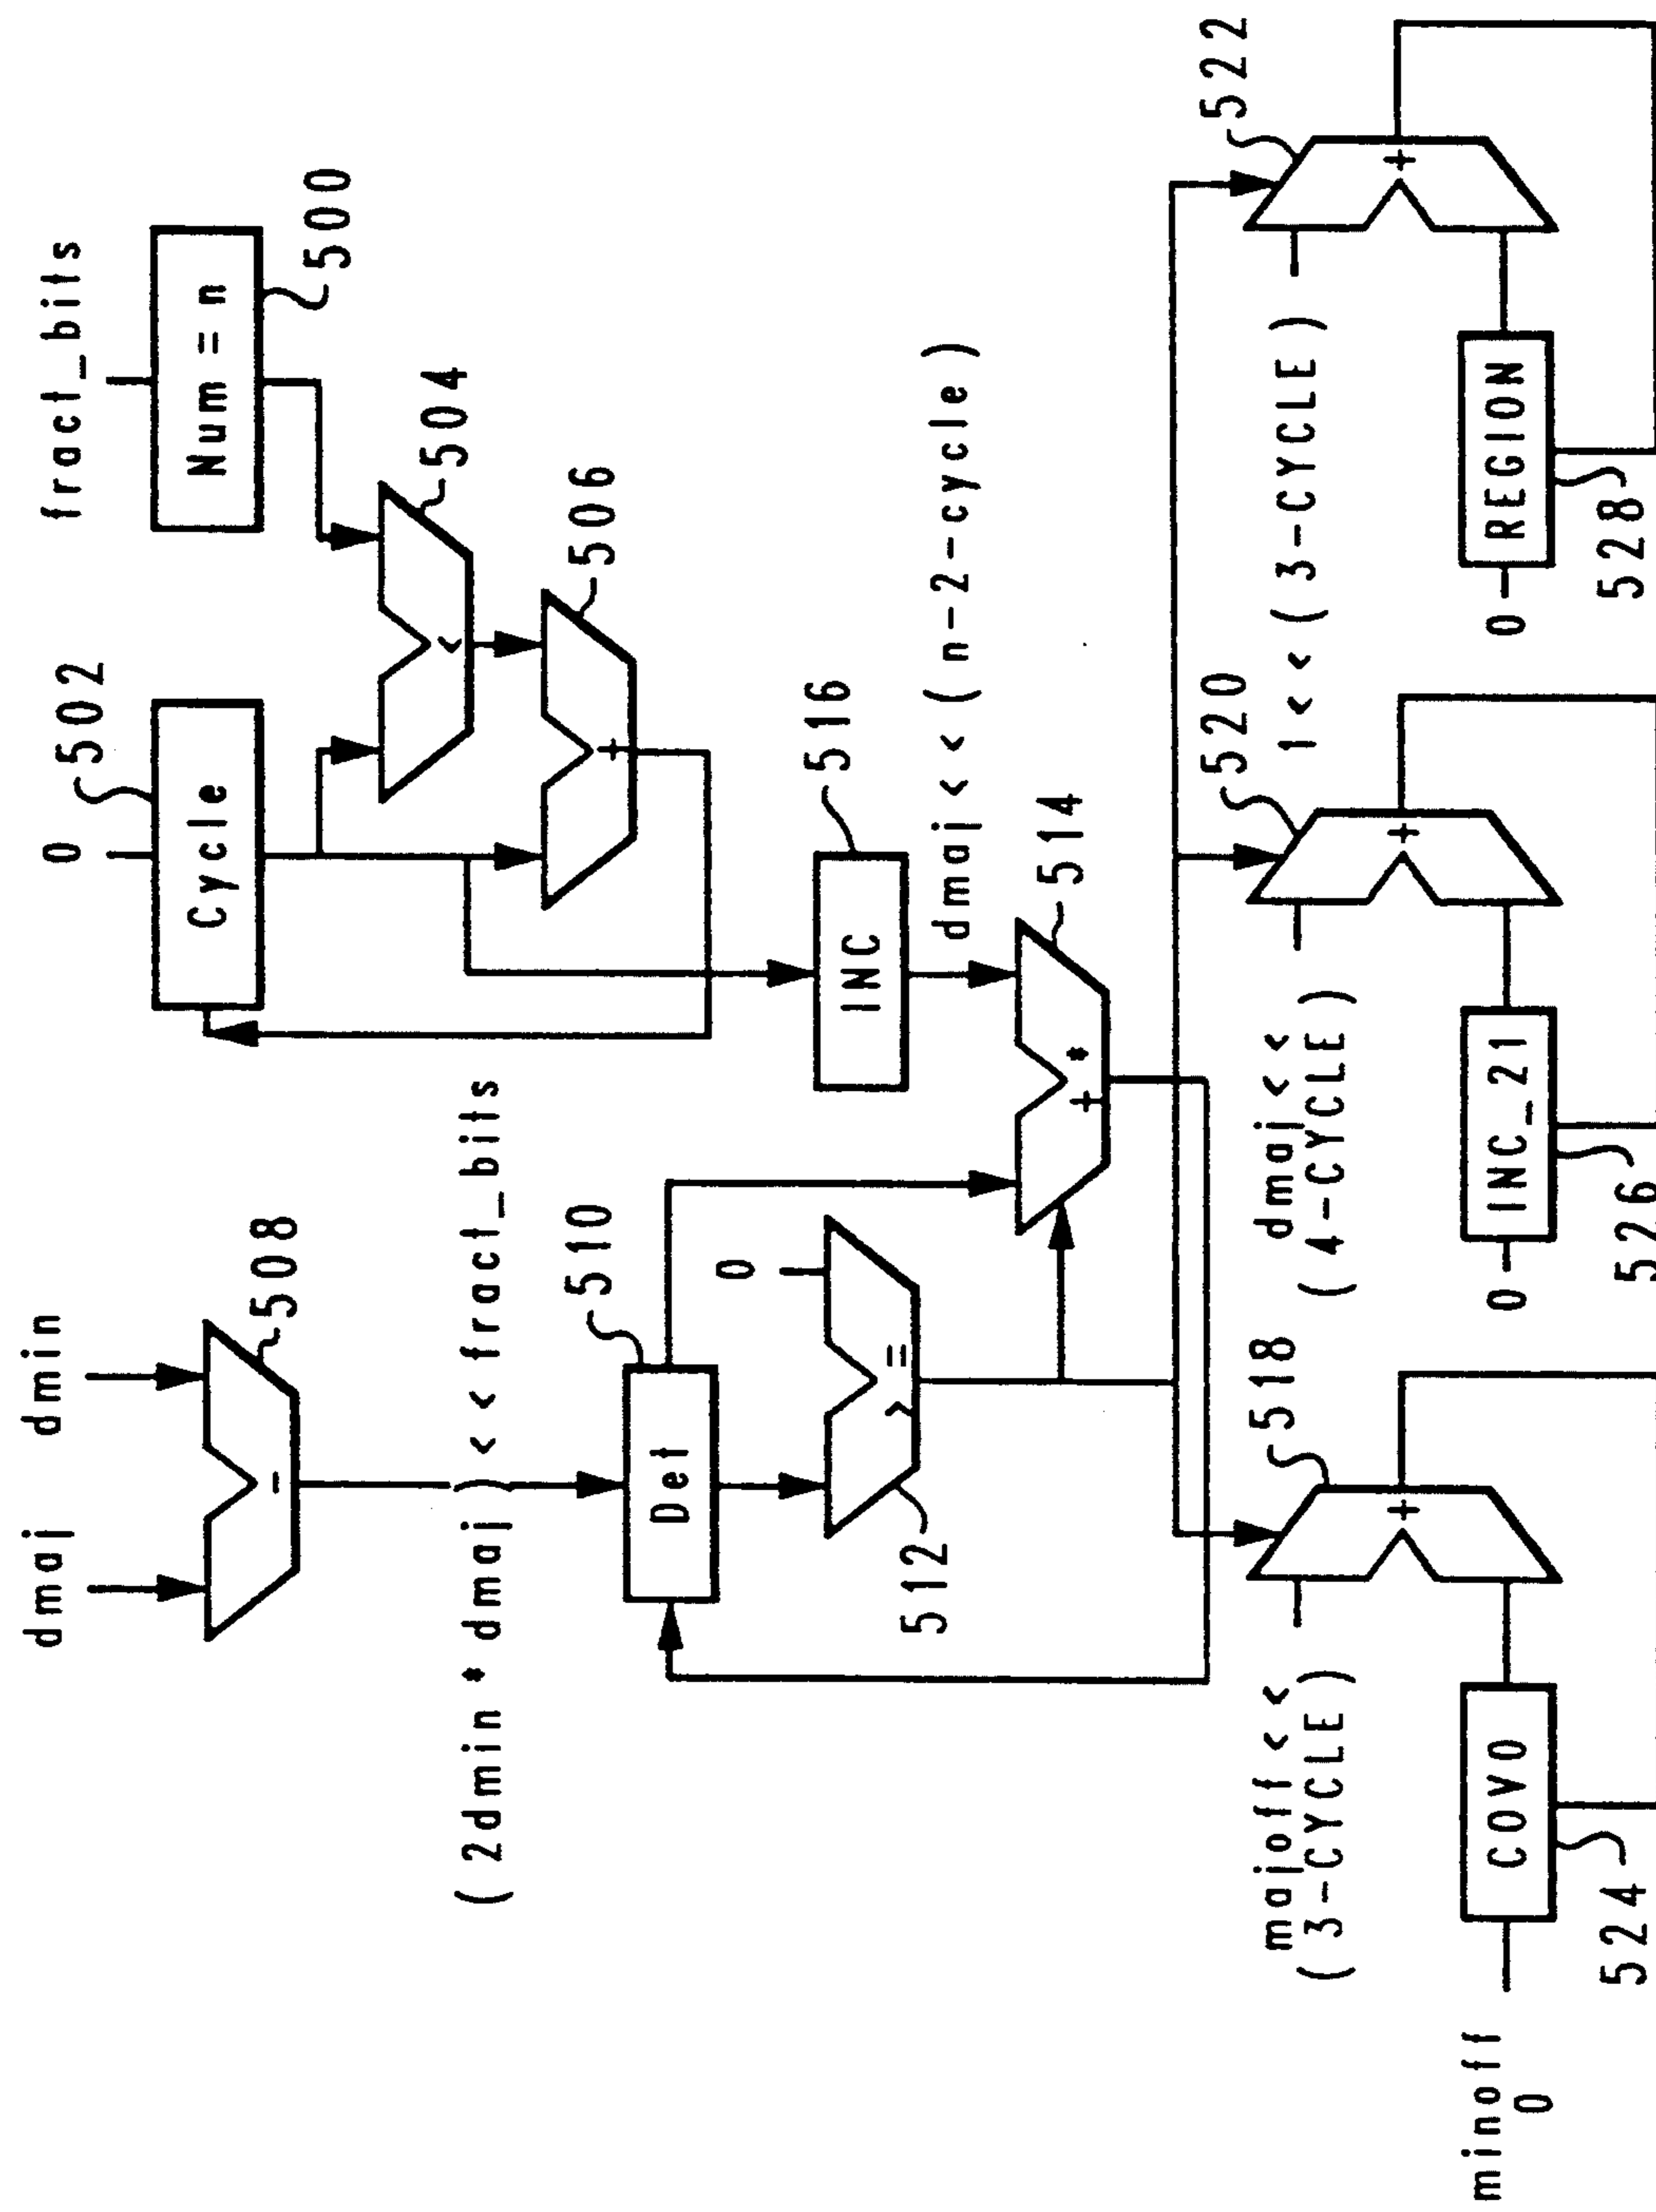 dmaj dmin
508
( 2dmin * dmaj ) < < fract_bits
0
502
Cycle
fract_bits
Num = n
500
<
504
+
506
-
Det
510
0
> =
512
INC
516
dmaj < < ( n-2-cycle )
+ *
514
majoff < <
( 3-CYCLE )
+
518
minoff
0
COVO
524
dmaj < <
( 4-CYCLE )
+
520
0
INC_21
526
1 < < ( 3-CYCLE )
+
522
0
REGION
528